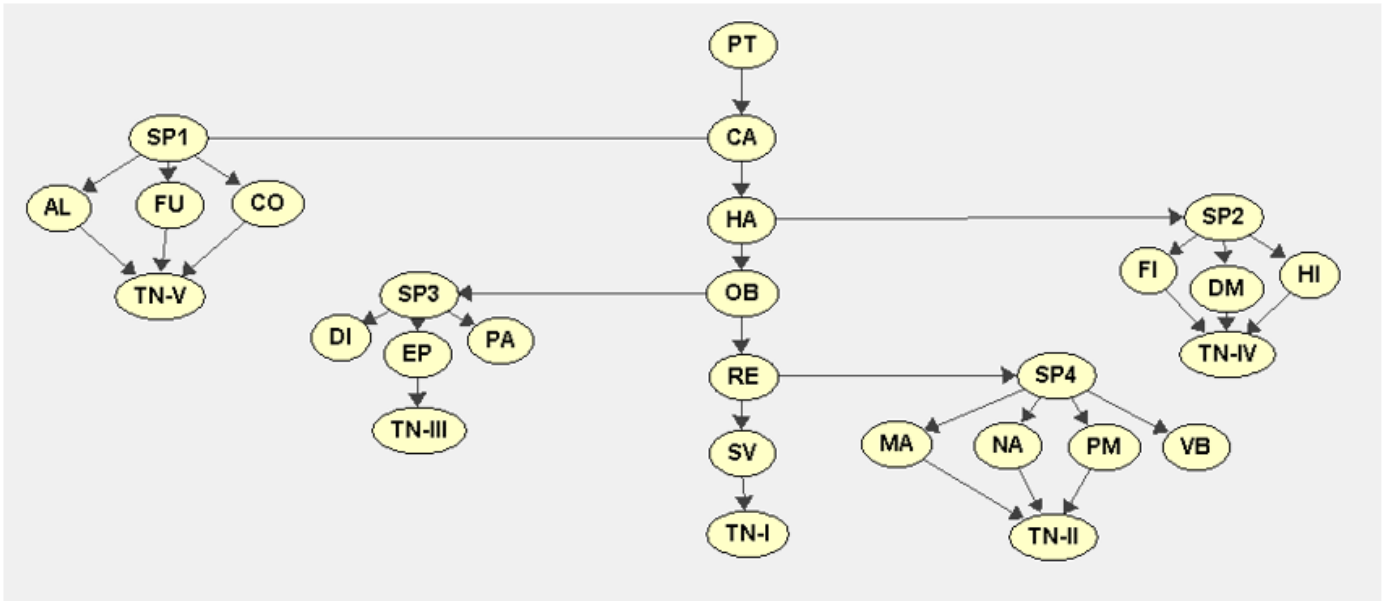 PT
SP1
CA
AL
FU
CO
HA
SP2
FI
DM
HI
TN-V
SP3
OB
DI
EP
PA
TN-IV
RE
SP4
TN-III
SV
MA
NA
PM
VB
TN-I
TN-II